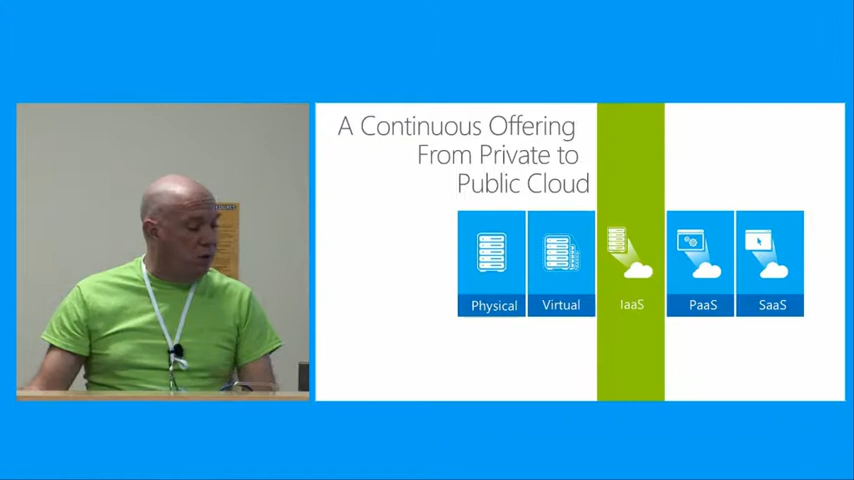 A Continuous Offering
From Private to
Public Cloud
Physical
Virtual
IaaS
PaaS
SaaS